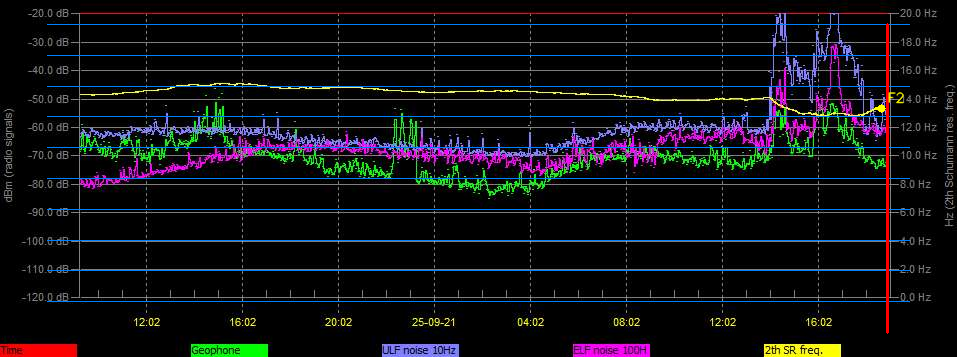 -20.0 dB 20.0 Hz
-30.0 dB 18.0 Hz
-40.0 dB 16.0 Hz
-50.0 dB F2 14.0 Hz
-60.0 dB 12.0 Hz
-70.0 dB 10.0 Hz
-80.0 dB 8.0 Hz
-90.0 dB 6.0 Hz
-100.0 dB 4.0 Hz
-110.0 dB 2.0 Hz
-120.0 dB 0.0 Hz
dBm (radio signals)
Hz (2th Schumann res. freq.)
12:02 16:02 20:02 25-09-21 04:02 08:02 12:02 16:02
Time Geophone ULF noise 10Hz ELF noise 100H 2th SR freq.